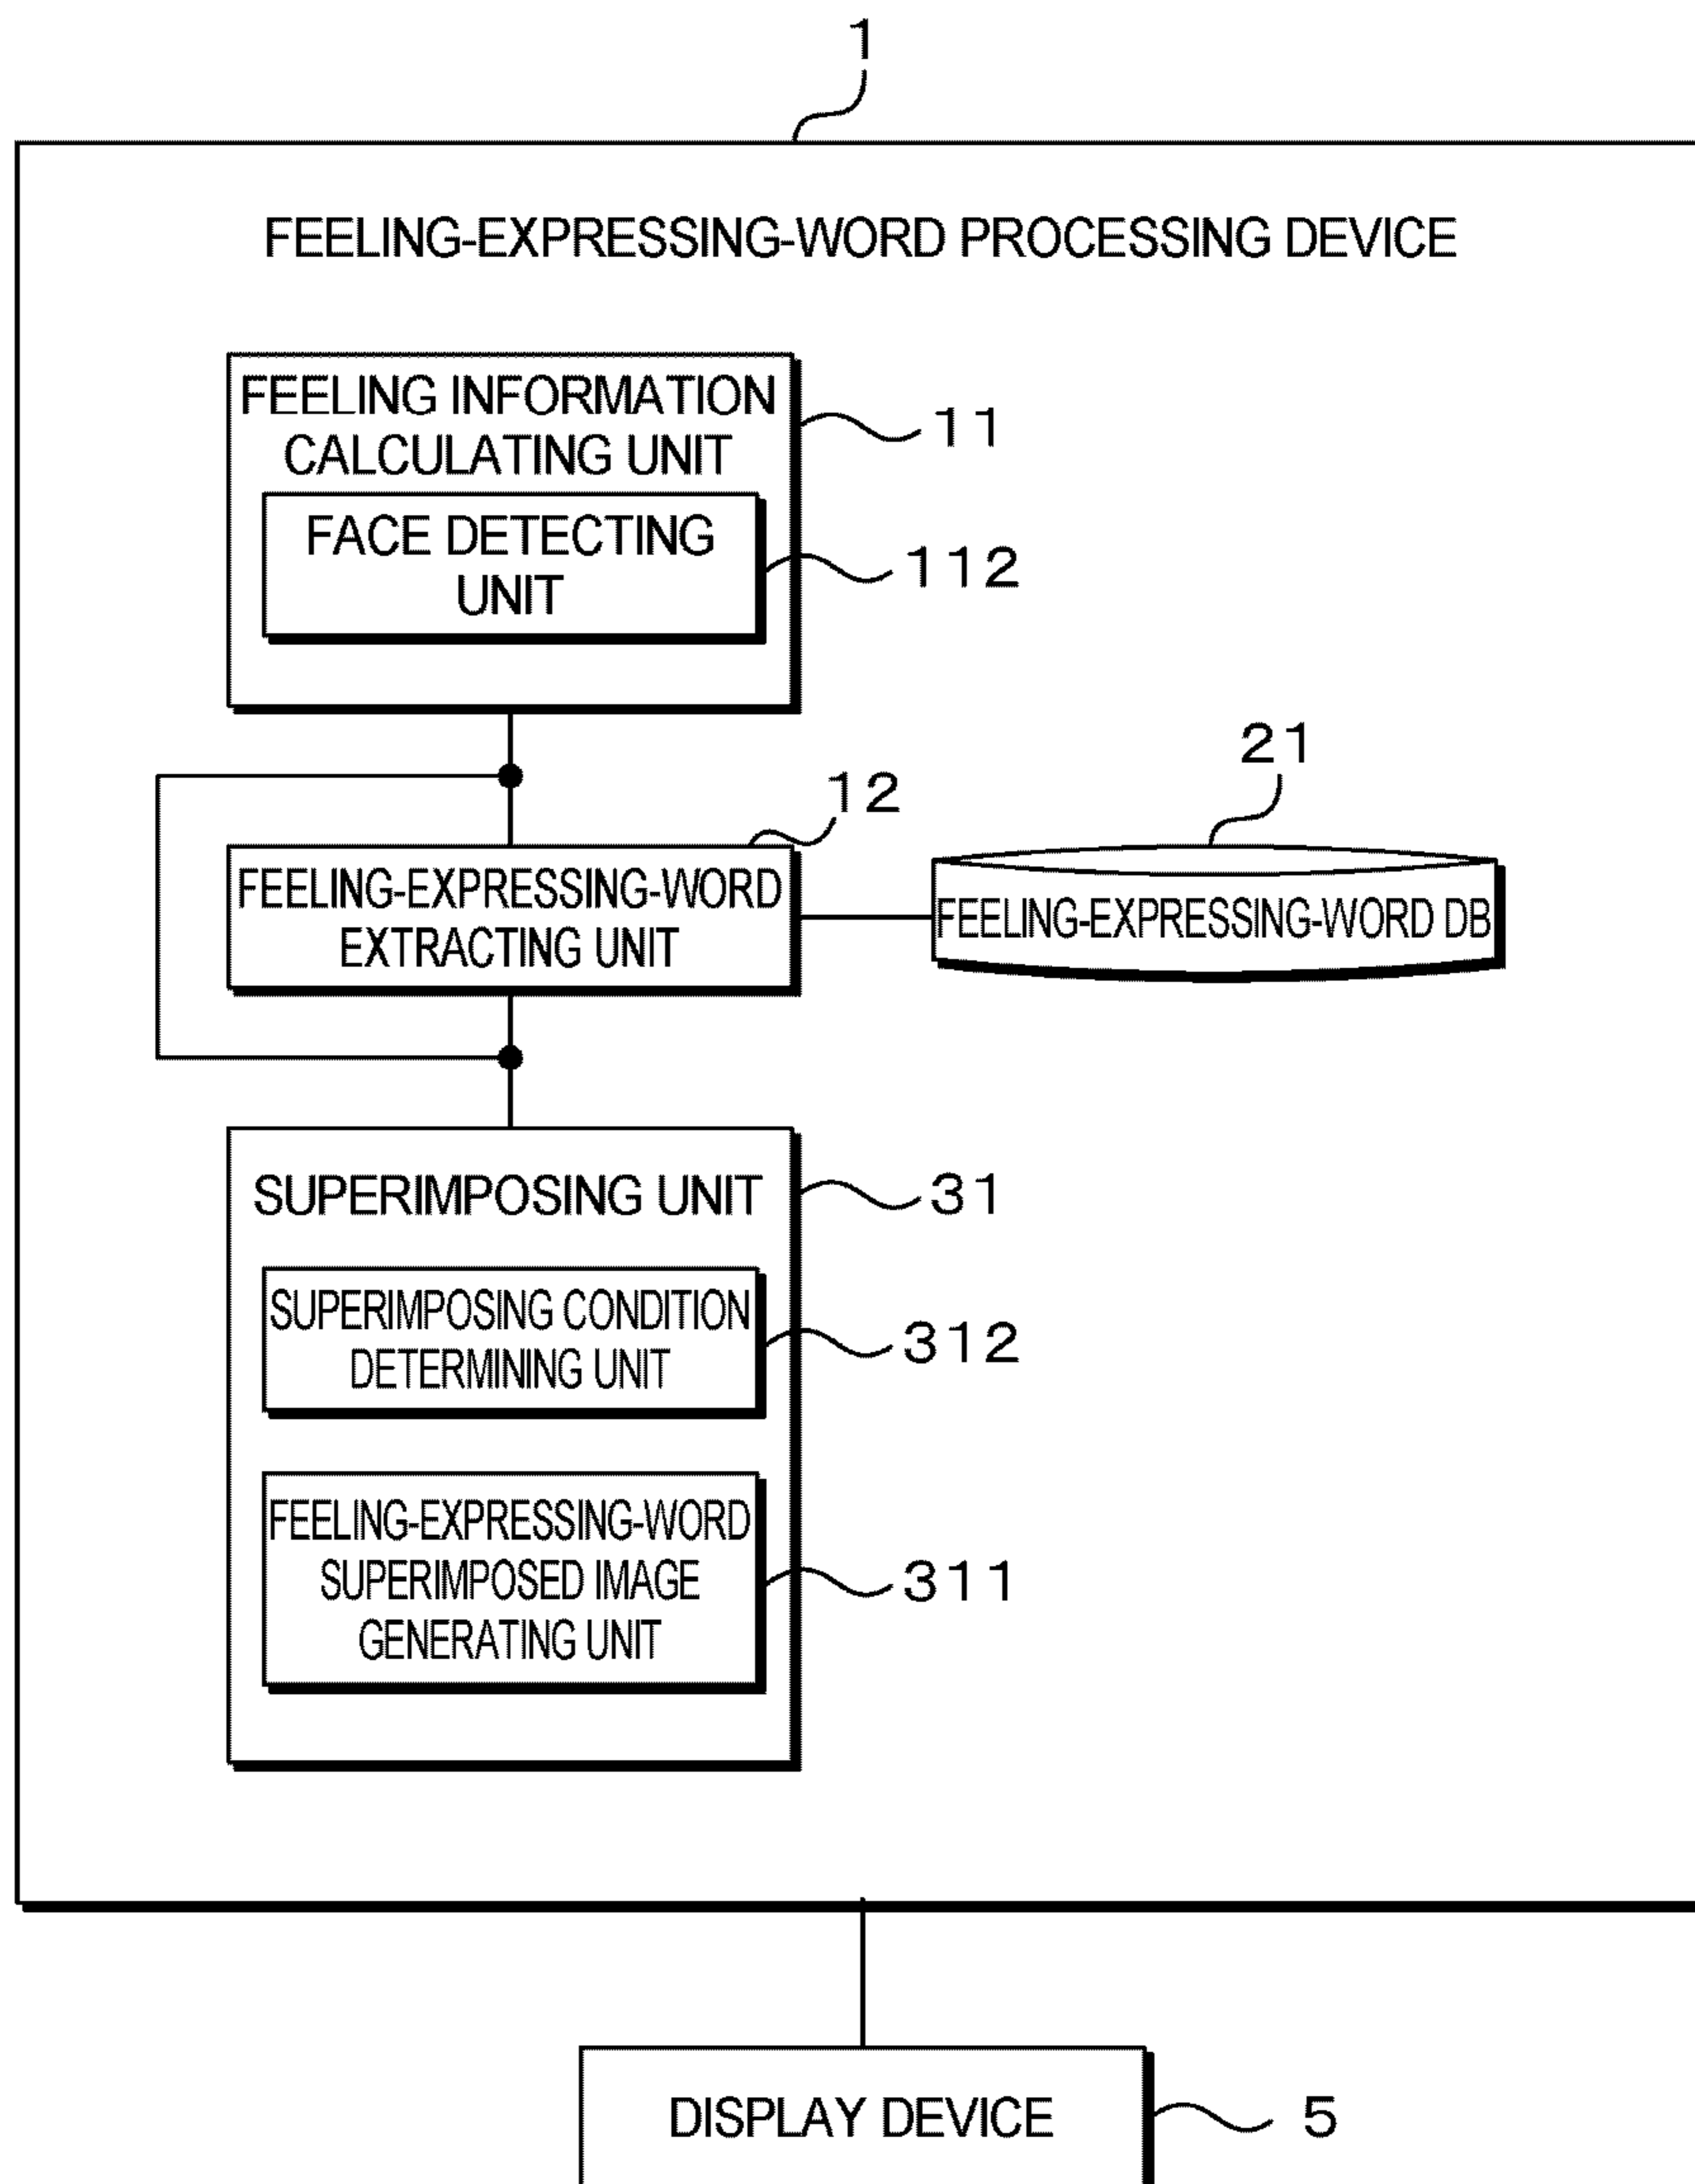 1
FEELING-EXPRESSING-WORD PROCESSING DEVICE
FEELING INFORMATION
CALCULATING UNIT
11
FACE DETECTING
UNIT
112
12
21
FEELING-EXPRESSING-WORD
EXTRACTING UNIT
FEELING-EXPRESSING-WORD DB
SUPERIMPOSING UNIT
31
SUPERIMPOSING CONDITION
DETERMINING UNIT
312
FEELING-EXPRESSING-WORD
SUPERIMPOSED IMAGE
GENERATING UNIT
311
DISPLAY DEVICE
5